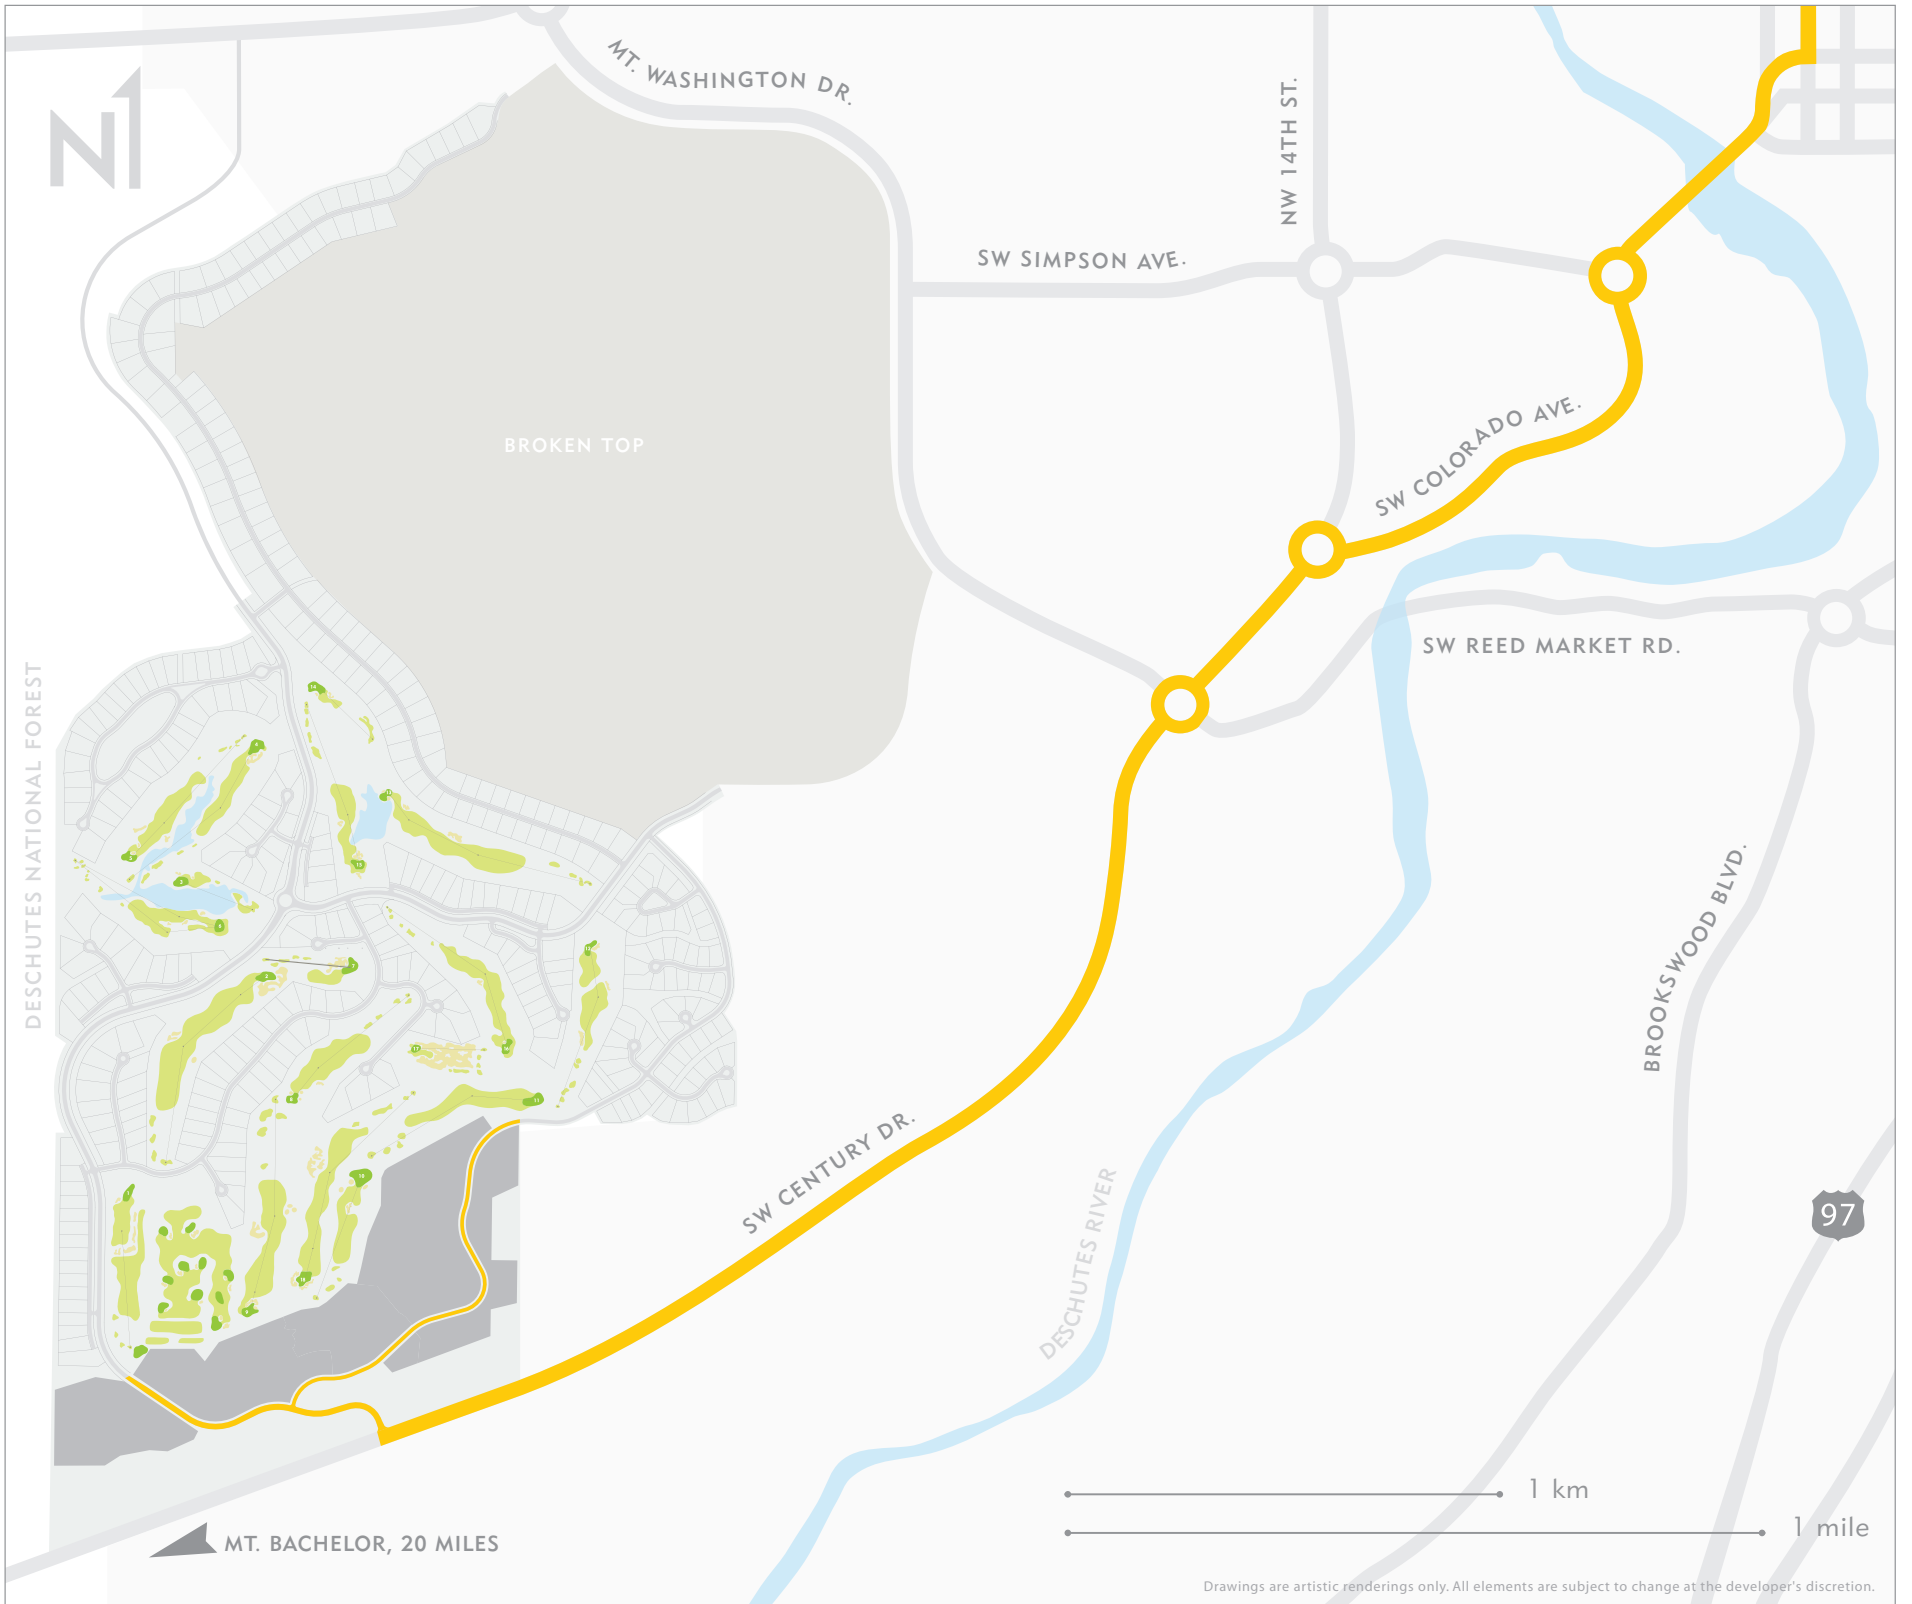 MT. WASHINGTON DR.
N
NW 14TH ST.
SW SIMPSON AVE.
SW COLORADO AVE.
BROKEN TOP
SW REED MARKET RD.
DESCHUTES NATIONAL FOREST
BROOKSWOOD BLVD.
SW CENTURY DR.
DESCHUTES RIVER
97
1 km
1 mile
MT. BACHELOR, 20 MILES
Drawings are artistic renderings only. All elements are subject to change at the developer's discretion.